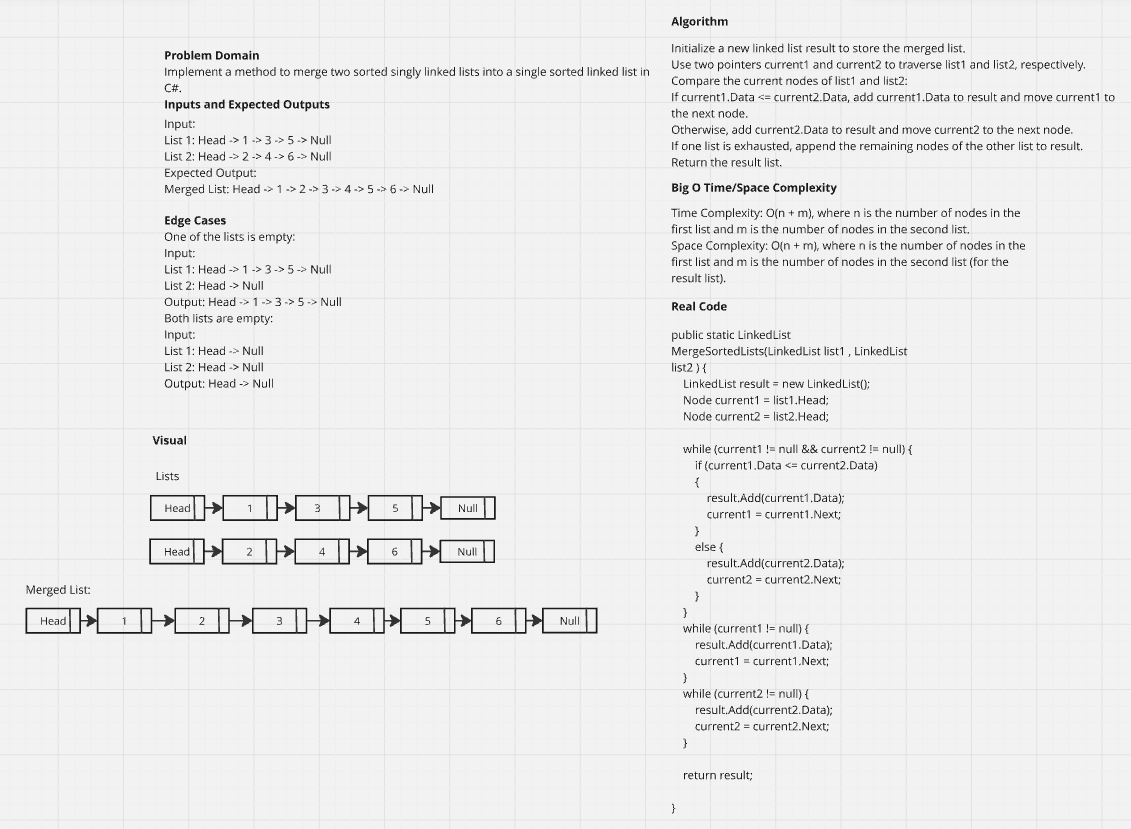 Problem Domain
Implement a method to merge two sorted singly linked lists into a single sorted linked list in
C#.
Inputs and Expected Outputs
Input:
List 1: Head -> 1 -> 3 -> 5 -> Null
List 2: Head -> 2 -> 4 -> 6 -> Null
Expected Output:
Merged List: Head -> 1 -> 2 -> 3 -> 4 -> 5 -> 6 -> Null
Edge Cases
One of the lists is empty:
Input:
List 1: Head -> 1 -> 3 -> 5 -> Null
List 2: Head -> Null
Output: Head -> 1 -> 3 -> 5 -> Null
Both lists are empty:
Input:
List 1: Head -> Null
List 2: Head -> Null
Output: Head -> Null
Visual
Lists
Head 1 3 5 Null
Head 2 4 6 Null
Merged List:
Head 1 2 3 4 5 6 Null
Algorithm
Initialize a new linked list result to store the merged list.
Use two pointers current1 and current2 to traverse list1 and list2, respectively.
Compare the current nodes of list1 and list2:
If current1.Data <= current2.Data, add current1.Data to result and move current1 to
the next node.
Otherwise, add current2.Data to result and move current2 to the next node.
If one list is exhausted, append the remaining nodes of the other list to result.
Return the result list.
Big O Time/Space Complexity
Time Complexity: O(n + m), where n is the number of nodes in the
first list and m is the number of nodes in the second list.
Space Complexity: O(n + m), where n is the number of nodes in the
first list and m is the number of nodes in the second list (for the
result list).
Real Code
public static LinkedList
MergeSortedLists(LinkedList list1 , LinkedList
list2 ) {
LinkedList result = new LinkedList();
Node current1 = list1.Head;
Node current2 = list2.Head;
while (current1 != null && current2 != null) {
if (current1.Data <= current2.Data)
{
result.Add(current1.Data);
current1 = current1.Next;
}
else {
result.Add(current2.Data);
current2 = current2.Next;
}
}
while (current1 != null) {
result.Add(current1.Data);
current1 = current1.Next;
}
while (current2 != null) {
result.Add(current2.Data);
current2 = current2.Next;
}
return result;
}